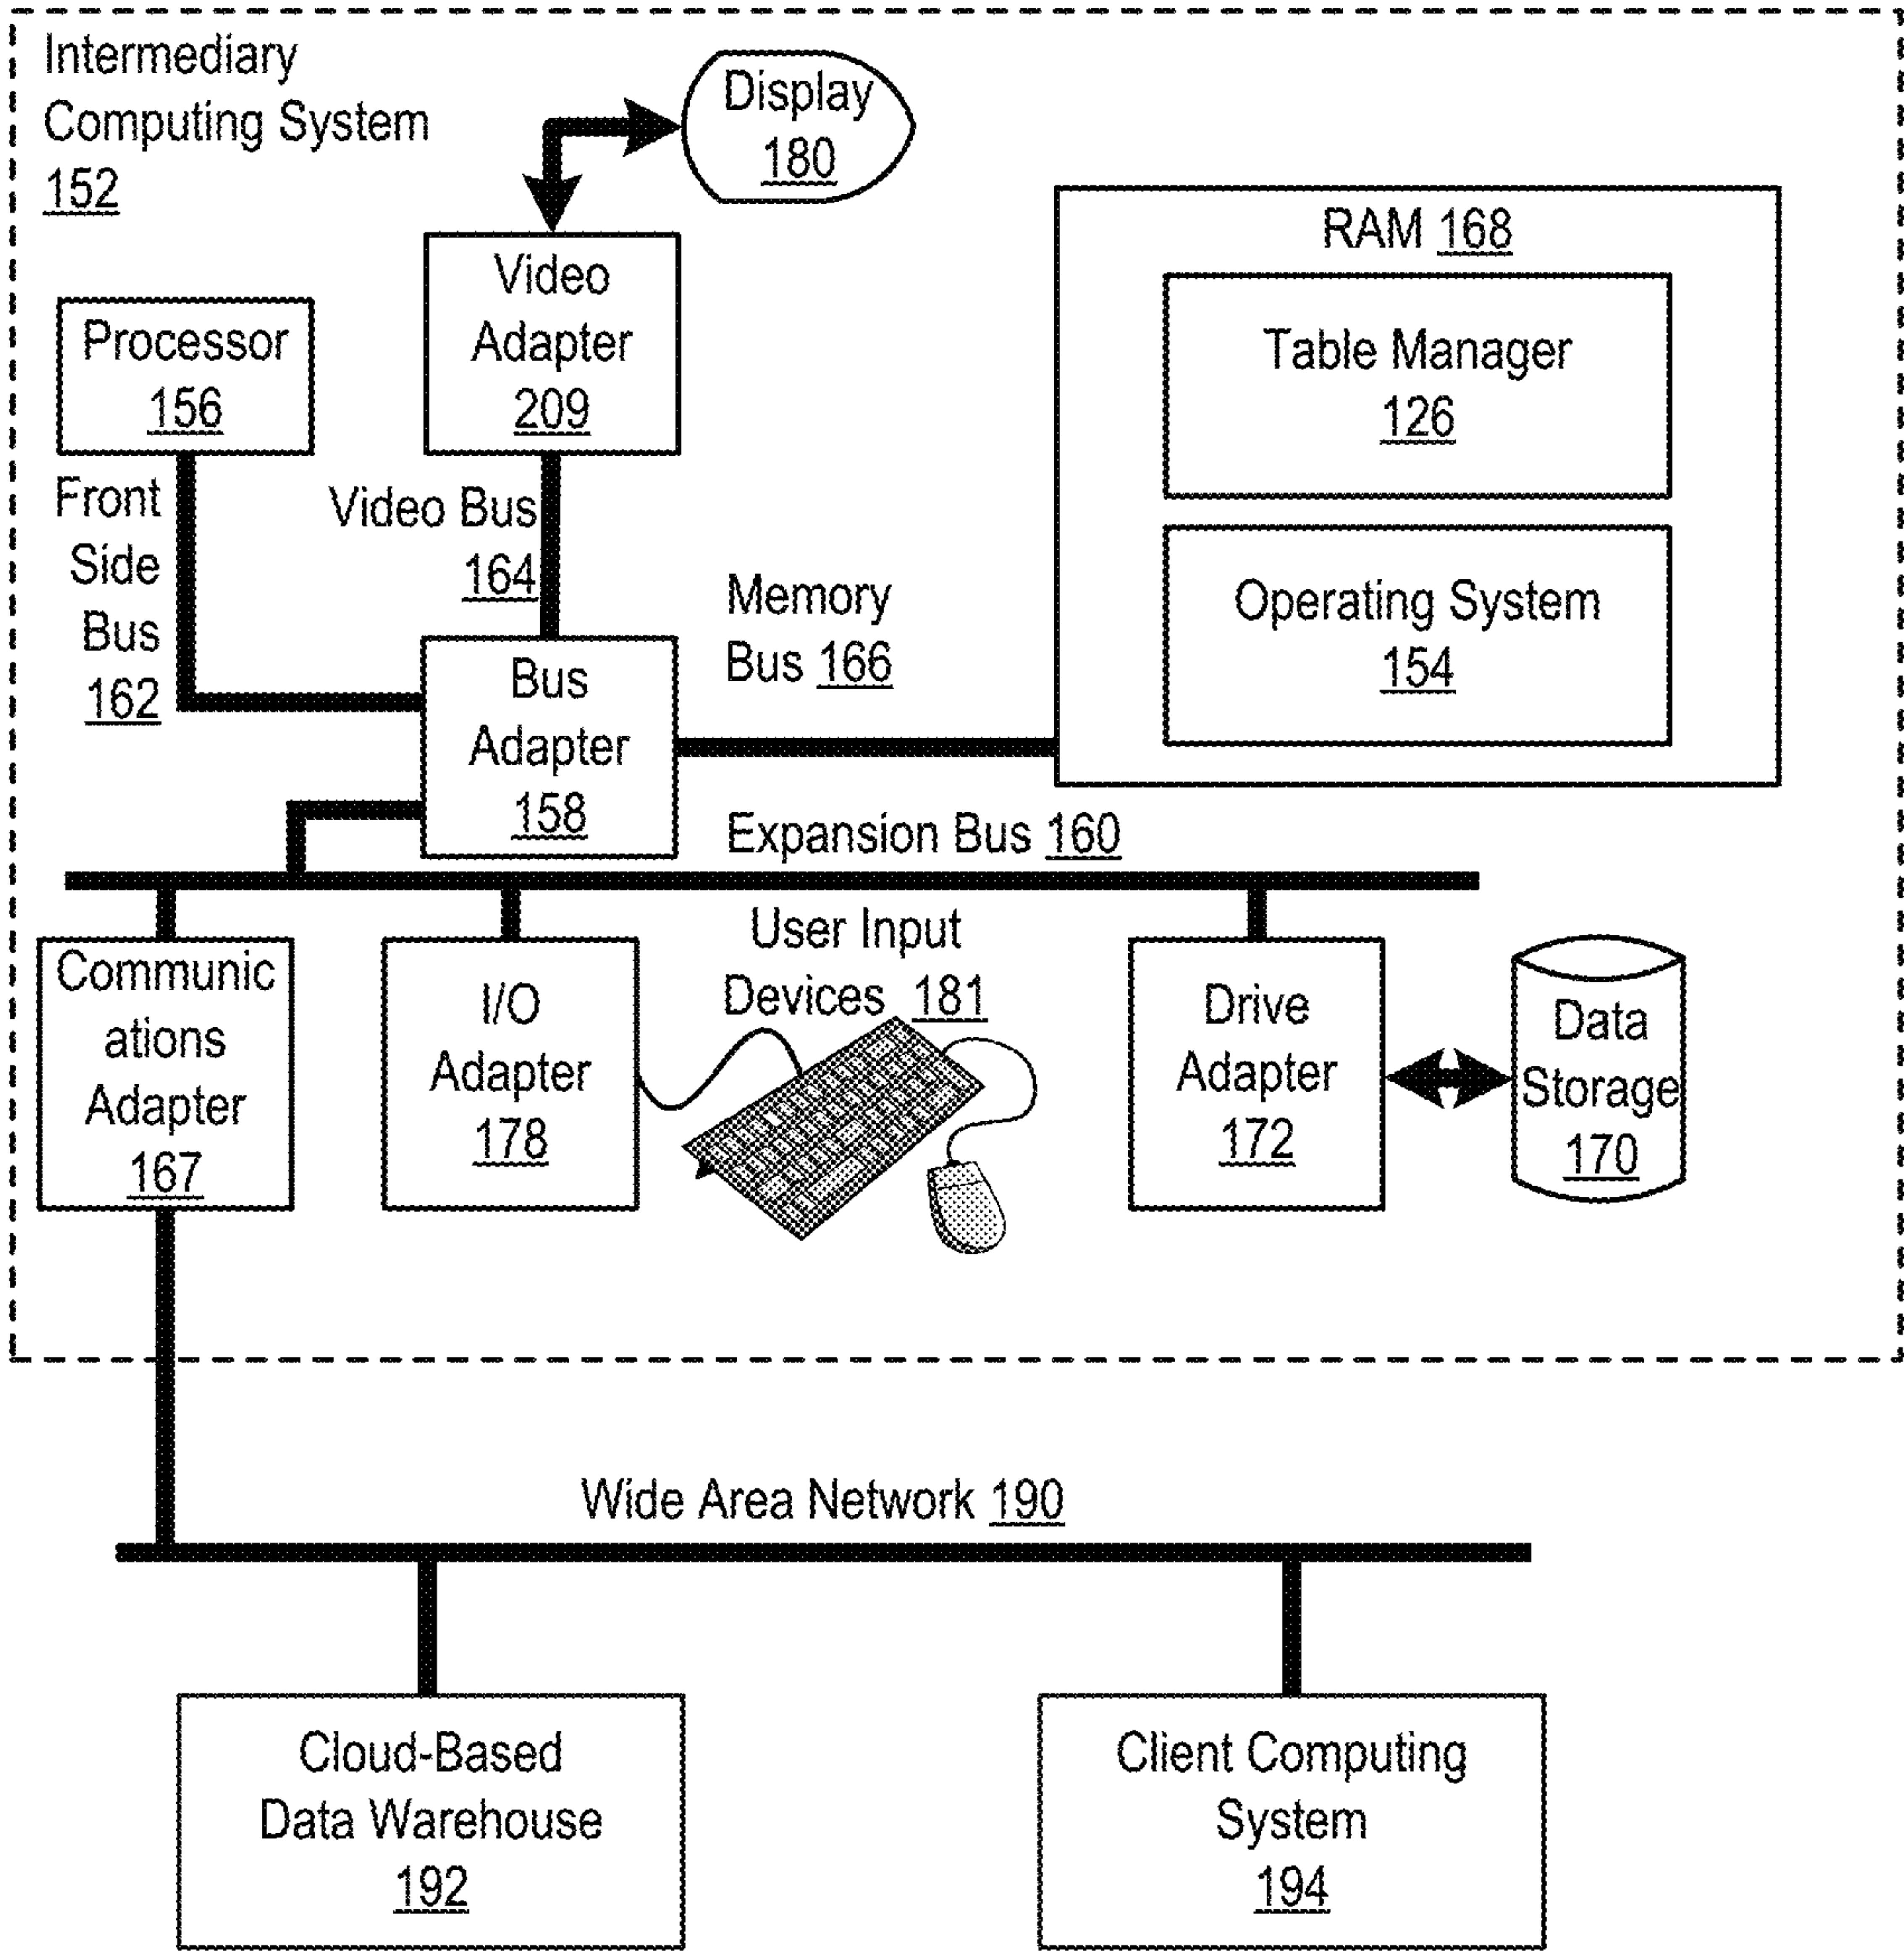 Intermediary
Computing System
152
Display
180
RAM 168
Video
Adapter
209
Processor
156
Table Manager
126
Front
Side
Bus
162
Video Bus
164
Memory
Bus 166
Operating System
154
Bus
Adapter
158
Expansion Bus 160
Communic
ations
Adapter
167
I/O
Adapter
178
User Input
Devices 181
Drive
Adapter
172
Data
Storage
170
Wide Area Network 190
Cloud-Based
Data Warehouse
192
Client Computing
System
194